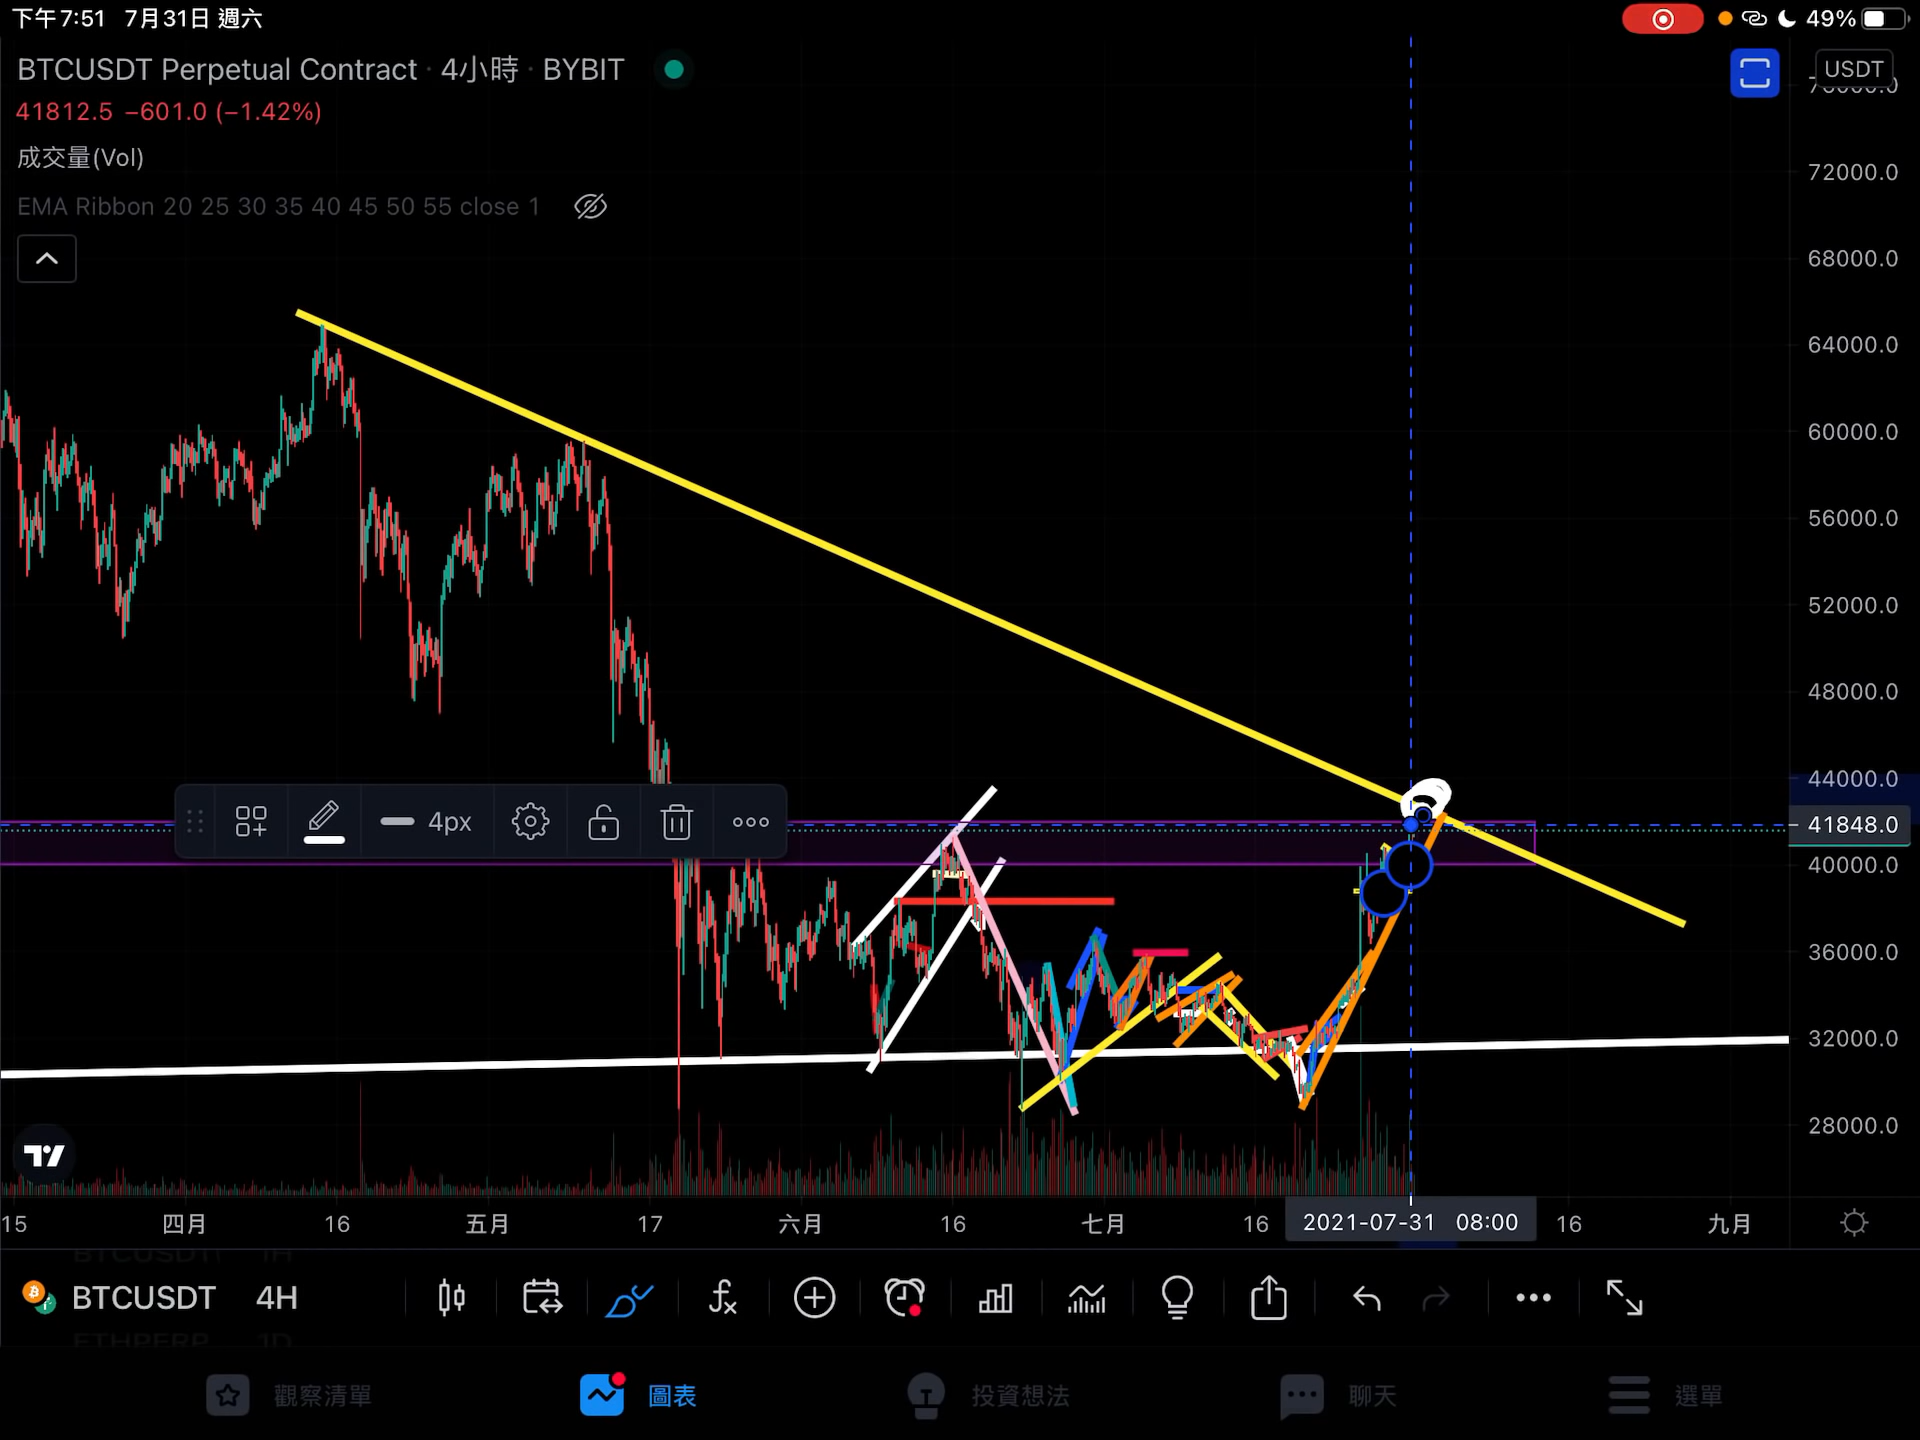 下午7:51 7月31日 週六
49%
BTCUSDT Perpetual Contract · 4小時 · BYBIT
USDT
41812.5 −601.0 (−1.42%)
成交量(Vol)
EMA Ribbon 20 25 30 35 40 45 50 55 close 1
72000.0
68000.0
64000.0
60000.0
56000.0
52000.0
48000.0
44000.0
4px
41848.0
40000.0
36000.0
32000.0
28000.0
15 四月 16 五月 17 六月 16 七月 16 2021-07-31 08:00 16 九月
BTCUSDT 1H
BTCUSDT 4H
ETHPERP 1D
觀察清單 圖表 投資想法 聊天 選單